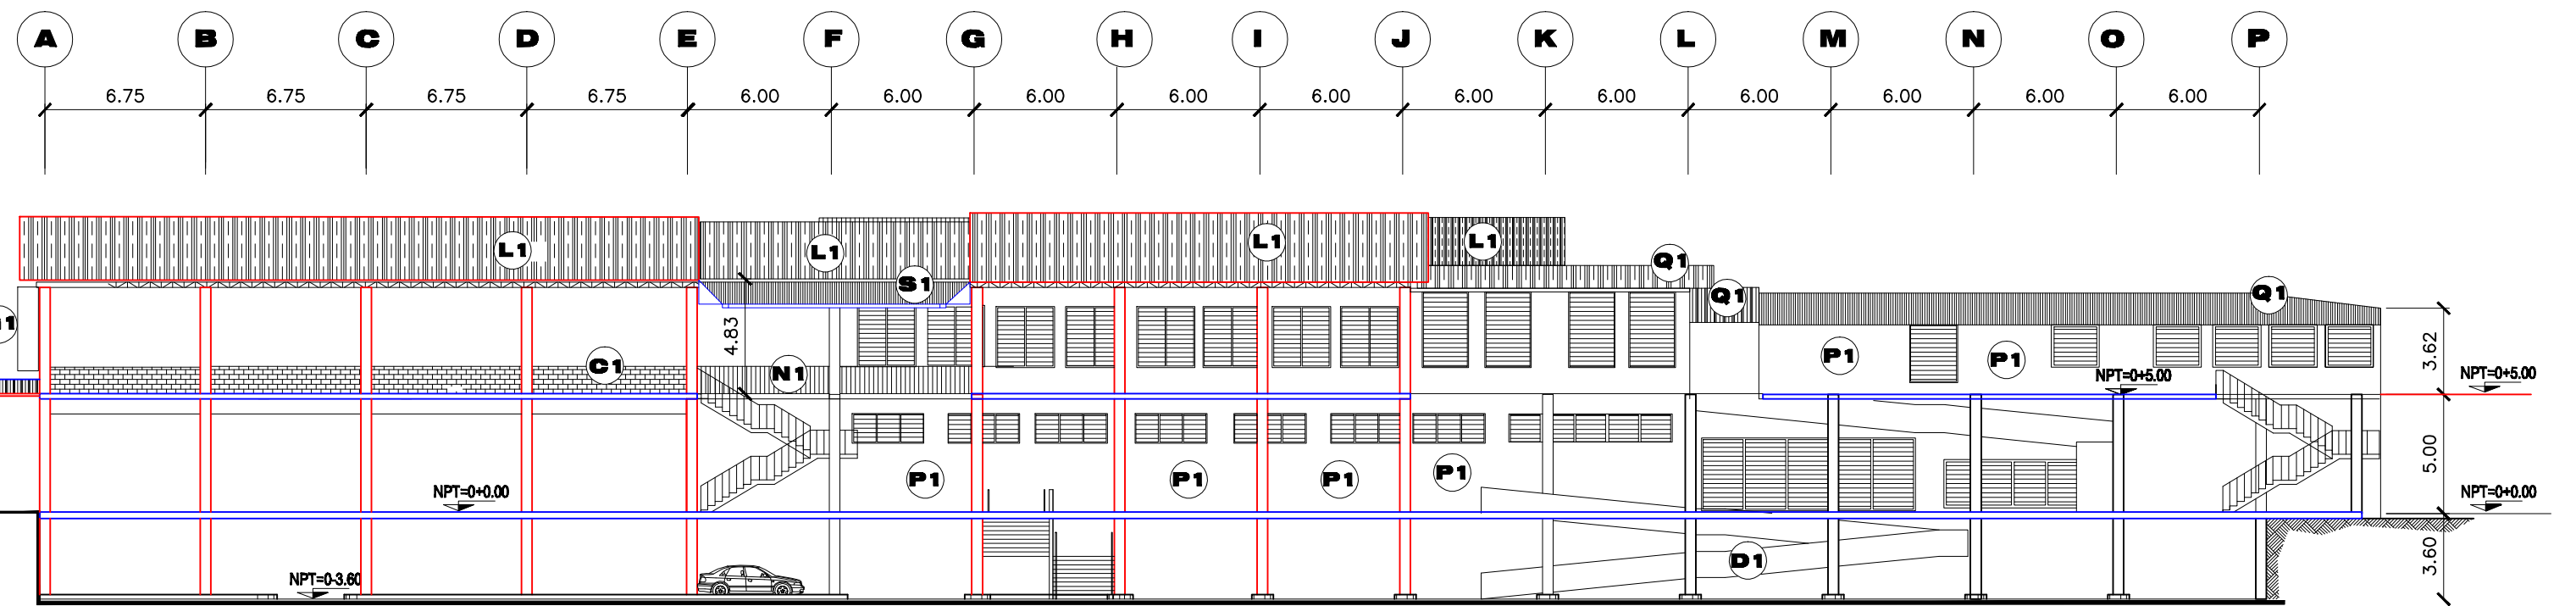 A B C D E F G H I J K L M N O P
6.75 6.75 6.75 6.75 6.00 6.00 6.00 6.00 6.00 6.00 6.00 6.00 6.00 6.00 6.00
L1 L1 L1 L1
Q1
S1
Q1 Q1
4.83
P1 P1
3.62
C1
N1
NPT=0+5.00 NPT=0+5.00
P1 P1 P1 P1
5.00
NPT=0+0.00 NPT=0+0.00
D1
3.60
NPT=0-3.60